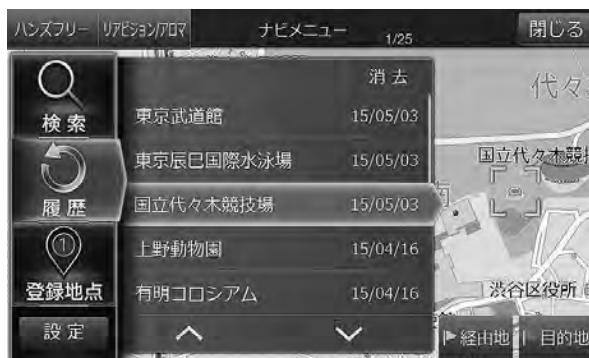 ハンズフリー リアビジョン/アロマ ナビメニュー 1/25 閉じる
消去
検索
東京武道館 15/05/03
東京辰巳国際水泳場 15/05/03
履歴
国立代々木競技場 15/05/03
上野動物園 15/04/16
登録地点
有明コロシアム 15/04/16
設定
代々
国立代々木競
南
渋谷区役所
経由地 目的地
1